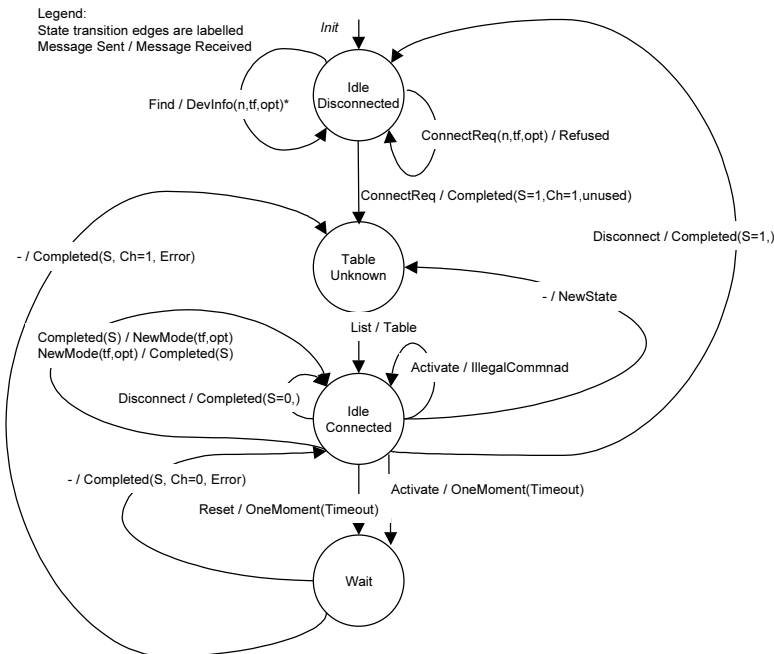 Legend:
State transition edges are labelled
Message Sent / Message Received
Init
Idle
Disconnected
Find / DevInfo(n,tf,opt)*
ConnectReq(n,tf,opt) / Refused
ConnectReq / Completed(S=1,Ch=1,unused)
Disconnect / Completed(S=1,)
- / Completed(S, Ch=1, Error)
Table
Unknown
- / NewState
List / Table
Completed(S) / NewMode(tf,opt)
NewMode(tf,opt) / Completed(S)
Activate / IllegalCommnad
Disconnect / Completed(S=0,)
Idle
Connected
- / Completed(S, Ch=0, Error)
Activate / OneMoment(Timeout)
Reset / OneMoment(Timeout)
Wait